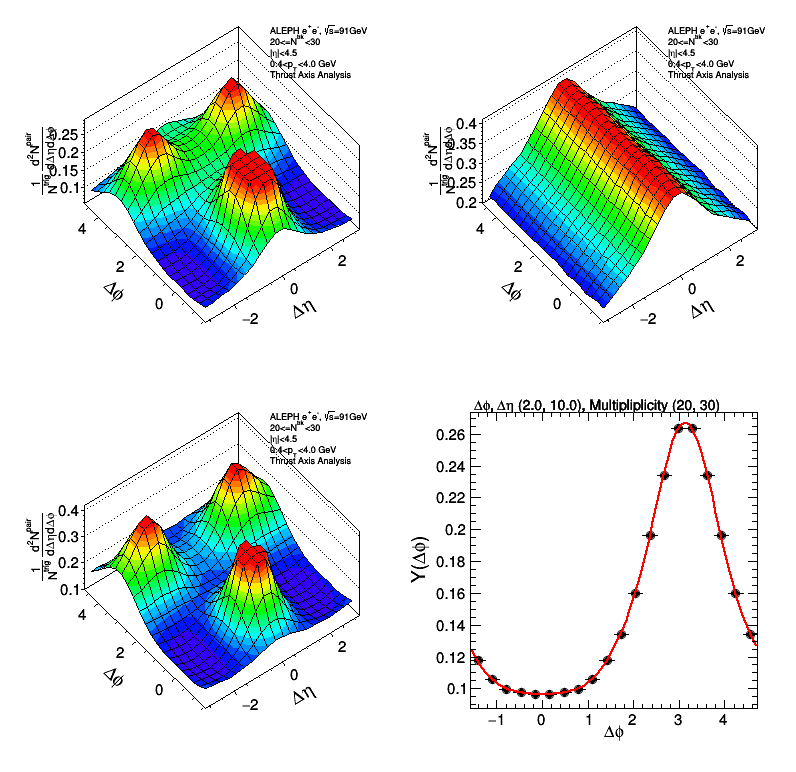 ALEPH e⁺e⁻, √s=91GeV
20<=N^trk<30
|η|<4.5
0.4<p_T<4.0 GeV
Thrust Axis Analysis
1/N^trig d²N^pair/dΔηdΔφ
0.25
0.2
0.15
0.1
4
2
0
Δφ
−2
0
2
Δη
ALEPH e⁺e⁻, √s=91GeV
20<=N^trk<30
|η|<4.5
0.4<p_T<4.0 GeV
Thrust Axis Analysis
1/N^trig d²N^pair/dΔηdΔφ
0.4
0.35
0.3
0.25
0.2
4
2
0
Δφ
−2
0
2
Δη
ALEPH e⁺e⁻, √s=91GeV
20<=N^trk<30
|η|<4.5
0.4<p_T<4.0 GeV
Thrust Axis Analysis
1/N^trig d²N^pair/dΔηdΔφ
0.4
0.3
0.2
0.1
4
2
0
Δφ
−2
0
2
Δη
Δφ, Δη (2.0, 10.0), Multipliplicity (20, 30)
Y(Δφ)
0.26
0.24
0.22
0.2
0.18
0.16
0.14
0.12
0.1
−1 0 1 2 3 4
Δφ